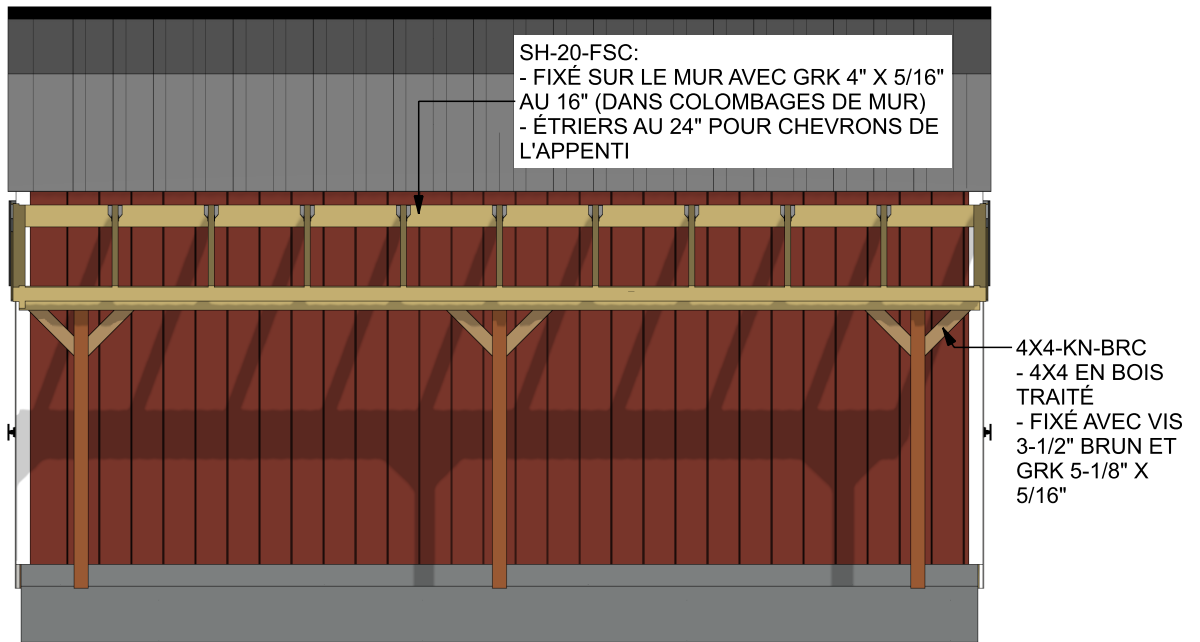 SH-20-FSC:
- FIXÉ SUR LE MUR AVEC GRK 4" X 5/16"
AU 16" (DANS COLOMBAGES DE MUR)
- ÉTRIERS AU 24" POUR CHEVRONS DE
L'APPENTI
4X4-KN-BRC
- 4X4 EN BOIS
TRAITÉ
- FIXÉ AVEC VIS
3-1/2" BRUN ET
GRK 5-1/8" X
5/16"